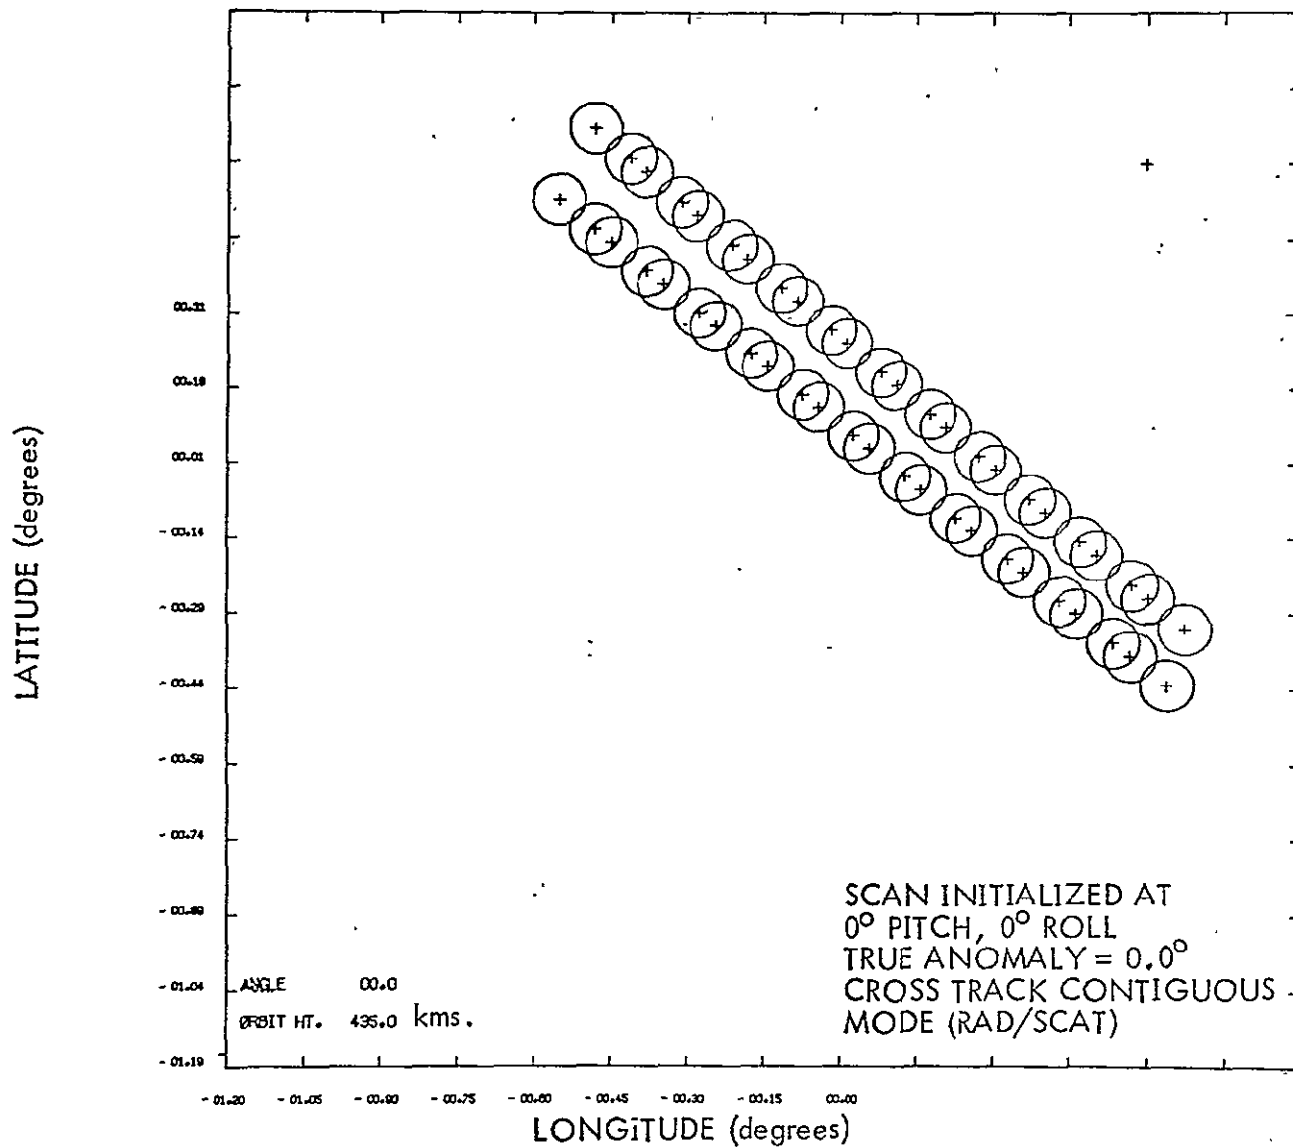 LATITUDE (degrees)
00.31
00.18
00.01
- 00.14
- 00.29
- 00.44
- 00.59
- 00.74
- 00.89
- 01.04
- 01.19
ANGLE 00.0
ØRBIT HT. 435.0 kms.
SCAN INITIALIZED AT
0° PITCH, 0° ROLL
TRUE ANOMALY = 0.0°
CROSS TRACK CONTIGUOUS
MODE (RAD/SCAT)
- 01.20 - 01.05 - 00.90 - 00.75 - 00.60 - 00.45 - 00.30 - 00.15 00.00
LONGITUDE (degrees)